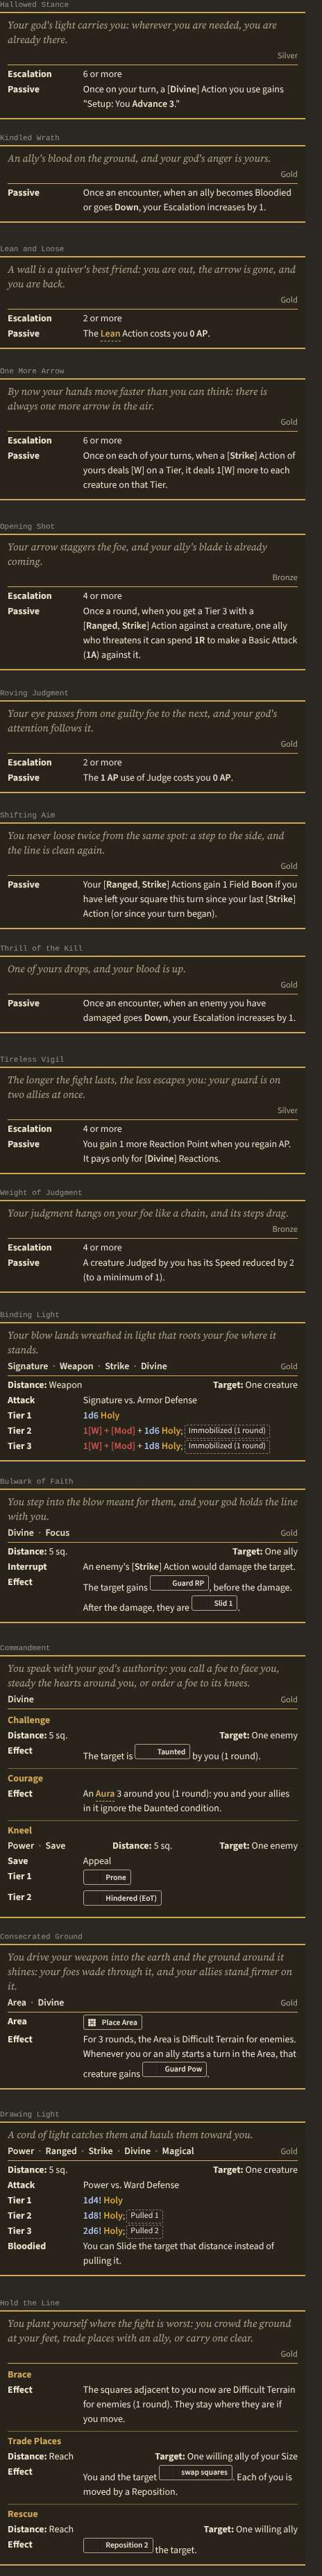 Hallowed Stance
Your god's light carries you: wherever you are needed, you are
already there.
Silver
Escalation 6 or more
Passive Once on your turn, a [Divine] Action you use gains
"Setup: You Advance 3."
Kindled Wrath
An ally's blood on the ground, and your god's anger is yours.
Gold
Passive Once an encounter, when an ally becomes Bloodied
or goes Down, your Escalation increases by 1.
Lean and Loose
A wall is a quiver's best friend: you are out, the arrow is gone, and
you are back.
Gold
Escalation 2 or more
Passive The Lean Action costs you 0 AP.
One More Arrow
By now your hands move faster than you can think: there is
always one more arrow in the air.
Gold
Escalation 6 or more
Passive Once on each of your turns, when a [Strike] Action of
yours deals [W] on a Tier, it deals 1[W] more to each
creature on that Tier.
Opening Shot
Your arrow staggers the foe, and your ally's blade is already
coming.
Bronze
Escalation 4 or more
Passive Once a round, when you get a Tier 3 with a
[Ranged, Strike] Action against a creature, one ally
who threatens it can spend 1R to make a Basic Attack
(1A) against it.
Roving Judgment
Your eye passes from one guilty foe to the next, and your god's
attention follows it.
Gold
Escalation 2 or more
Passive The 1 AP use of Judge costs you 0 AP.
Shifting Aim
You never loose twice from the same spot: a step to the side, and
the line is clean again.
Gold
Passive Your [Ranged, Strike] Actions gain 1 Field Boon if you
have left your square this turn since your last [Strike]
Action (or since your turn began).
Thrill of the Kill
One of yours drops, and your blood is up.
Gold
Passive Once an encounter, when an enemy you have
damaged goes Down, your Escalation increases by 1.
Tireless Vigil
The longer the fight lasts, the less escapes you: your guard is on
two allies at once.
Silver
Escalation 4 or more
Passive You gain 1 more Reaction Point when you regain AP.
It pays only for [Divine] Reactions.
Weight of Judgment
Your judgment hangs on your foe like a chain, and its steps drag.
Bronze
Escalation 4 or more
Passive A creature Judged by you has its Speed reduced by 2
(to a minimum of 1).
Binding Light
Your blow lands wreathed in light that roots your foe where it
stands.
Signature · Weapon · Strike · Divine Gold
Distance: Weapon Target: One creature
Attack Signature vs. Armor Defense
Tier 1 1d6 Holy
Tier 2 1[W] + [Mod] + 1d6 Holy; Immobilized (1 round)
Tier 3 1[W] + [Mod] + 1d8 Holy; Immobilized (1 round)
Bulwark of Faith
You step into the blow meant for them, and your god holds the line
with you.
Divine · Focus Gold
Distance: 5 sq. Target: One ally
Interrupt An enemy's [Strike] Action would damage the target.
Effect The target gains Guard RP, before the damage.
After the damage, they are Slid 1.
Commandment
You speak with your god's authority: you call a foe to face you,
steady the hearts around you, or order a foe to its knees.
Divine Gold
Challenge
Distance: 5 sq. Target: One enemy
Effect The target is Taunted by you (1 round).
Courage
Effect An Aura 3 around you (1 round): you and your allies
in it ignore the Daunted condition.
Kneel
Power · Save Distance: 5 sq. Target: One enemy
Save Appeal
Tier 1 Prone
Tier 2 Hindered (EoT)
Consecrated Ground
You drive your weapon into the earth and the ground around it
shines: your foes wade through it, and your allies stand firmer on
it.
Area · Divine Gold
Area Place Area
Effect For 3 rounds, the Area is Difficult Terrain for enemies.
Whenever you or an ally starts a turn in the Area, that
creature gains Guard Pow.
Drawing Light
A cord of light catches them and hauls them toward you.
Power · Ranged · Strike · Divine · Magical Gold
Distance: 5 sq. Target: One creature
Attack Power vs. Ward Defense
Tier 1 1d4! Holy
Tier 2 1d8! Holy; Pulled 1
Tier 3 2d6! Holy; Pulled 2
Bloodied You can Slide the target that distance instead of
pulling it.
Hold the Line
You plant yourself where the fight is worst: you crowd the ground
at your feet, trade places with an ally, or carry one clear.
Gold
Brace
Effect The squares adjacent to you now are Difficult Terrain
for enemies (1 round). They stay where they are if
you move.
Trade Places
Distance: Reach Target: One willing ally of your Size
Effect You and the target swap squares. Each of you is
moved by a Reposition.
Rescue
Distance: Reach Target: One willing ally
Effect Reposition 2 the target.